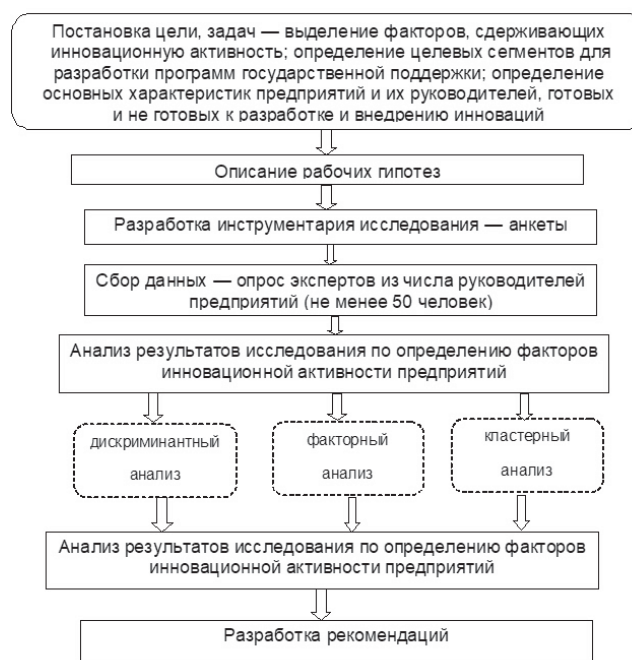 Постановка цели, задач — выделение факторов, сдерживающих
инновационную активность; определение целевых сегментов для
разработки программ государственной поддержки; определение
основных характеристик предприятий и их руководителей, готовых
и не готовых к разработке и внедрению инноваций
Описание рабочих гипотез
Разработка инструментария исследования — анкеты
Сбор данных — опрос экспертов из числа руководителей
предприятий (не менее 50 человек)
Анализ результатов исследования по определению факторов
инновационной активности предприятий
дискриминантный
анализ
факторный
анализ
кластерный
анализ
Анализ результатов исследования по определению факторов
инновационной активности предприятий
Разработка рекомендаций